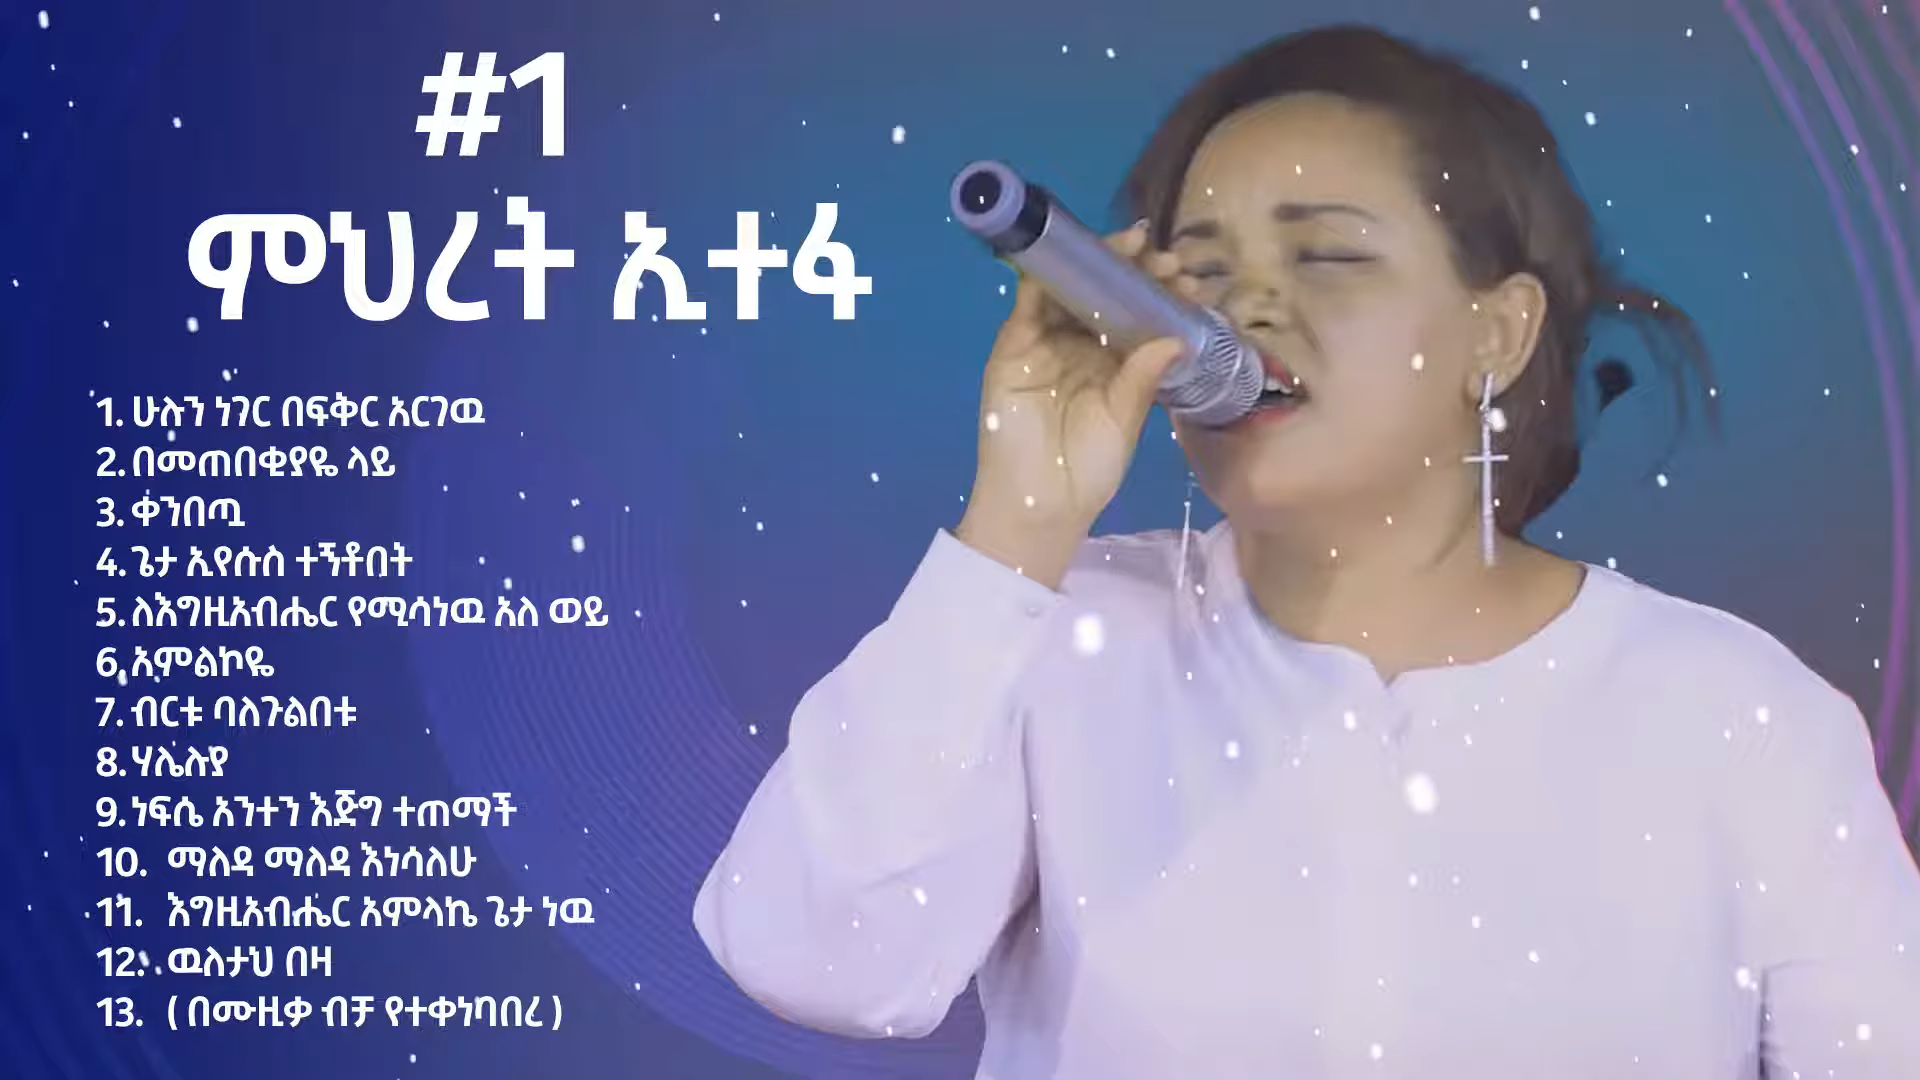 #1
ምህረት ኢተፋ
1. ሁሉን ነገር በፍቅር አርገዉ
2. በመጠበቂያዬ ላይ
3. ቀንበጧ
4. ጌታ ኢየሱስ ተኝቶበት
5. ለእግዚአብሔር የሚሳነዉ አለ ወይ
6. አምልኮዬ
7. ብርቱ ባለጉልበቱ
8. ሃሌሉያ
9. ነፍሴ አንተን እጅግ ተጠማች
10. ማለዳ ማለዳ እነሳለሁ
11. እግዚአብሔር አምላኬ ጌታ ነዉ
12. ዉለታህ በዛ
13. ( በሙዚቃ ብቻ የተቀነባበረ )